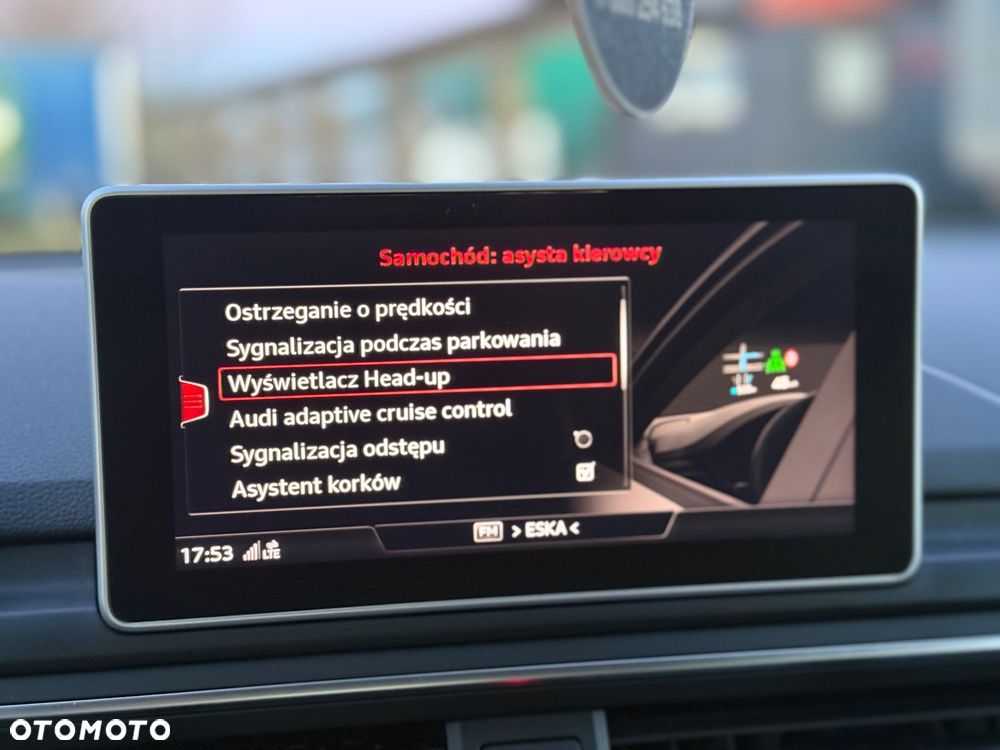 Samochód: asysta kierowcy
Ostrzeganie o prędkości
Sygnalizacja podczas parkowania
Wyświetlacz Head-up
Audi adaptive cruise control
Sygnalizacja odstępu
Asystent korków
FM > ESKA <
17:53 LTE
OTOMOTO